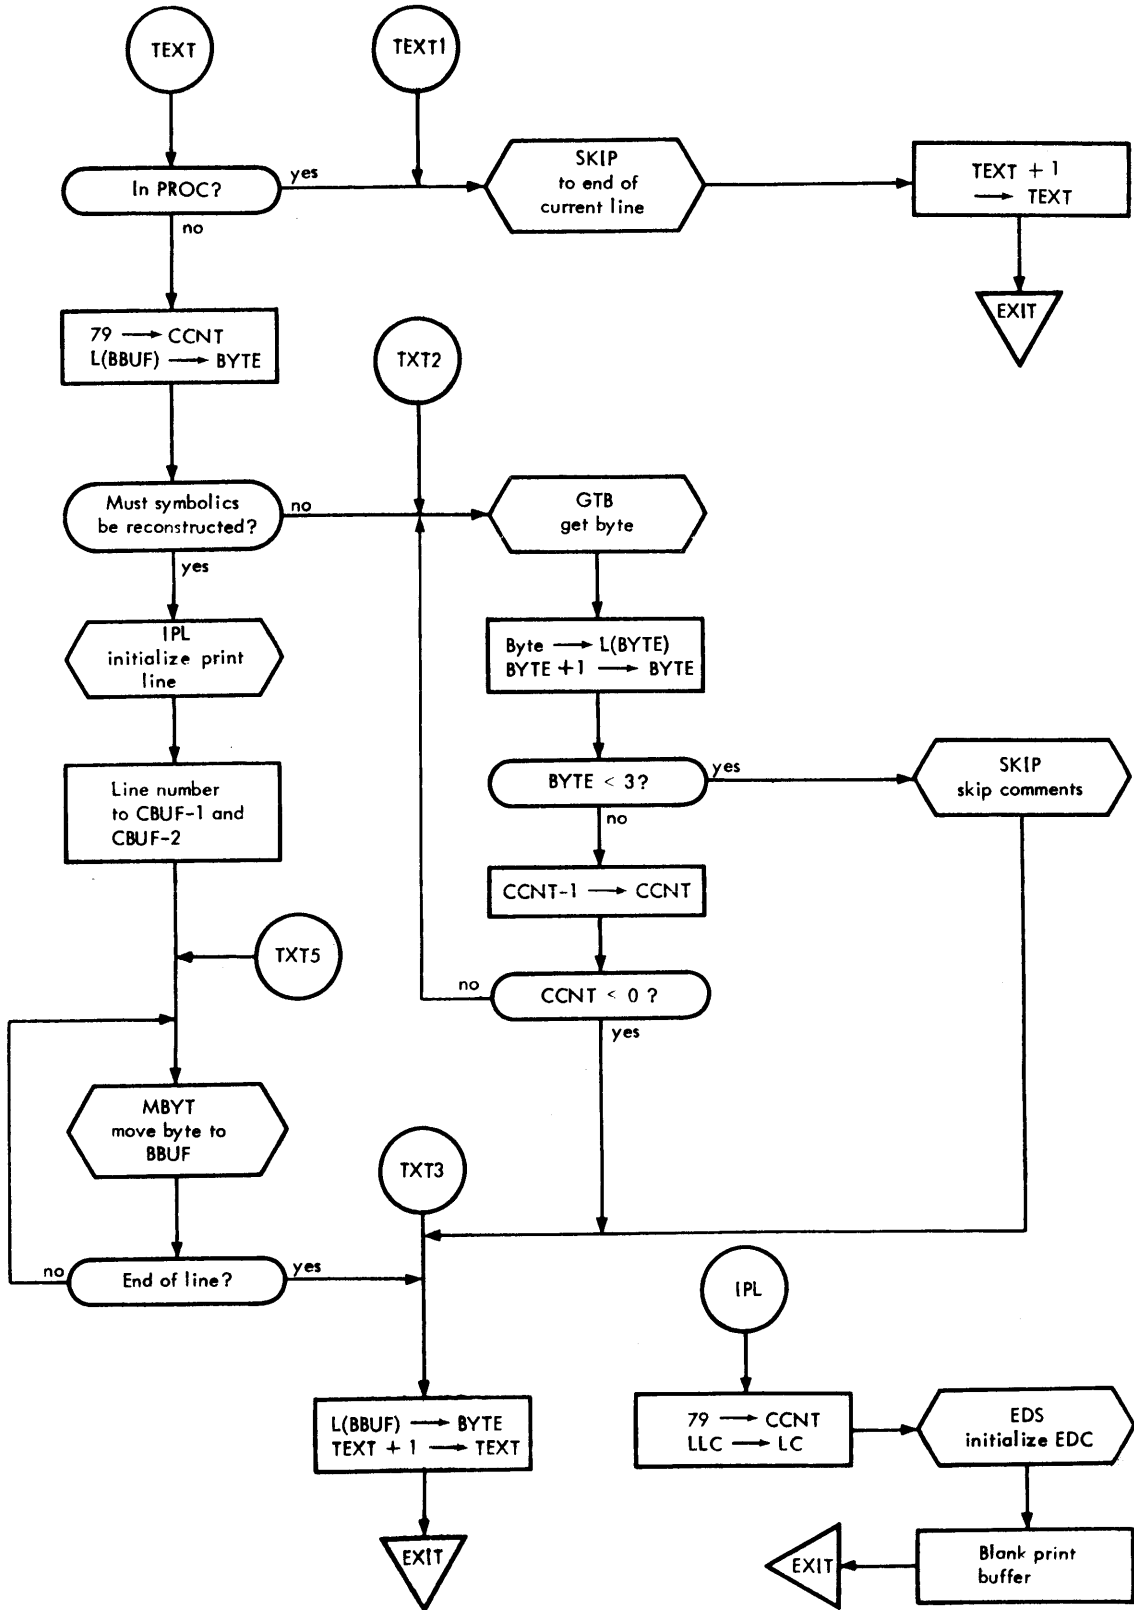 TEXT
TEXT1
In PROC?
yes
no
SKIP
to end of
current line
TEXT + 1
→ TEXT
EXIT
79 → CCNT
L(BBUF) → BYTE
TXT2
Must symbolics
be reconstructed?
no
yes
GTB
get byte
IPL
initialize print
line
Byte → L(BYTE)
BYTE +1 → BYTE
Line number
to CBUF-1 and
CBUF-2
BYTE < 3?
yes
no
SKIP
skip comments
CCNT-1 → CCNT
TXT5
CCNT < 0 ?
no
yes
MBYT
move byte to
BBUF
TXT3
End of line?
no
yes
L(BBUF) → BYTE
TEXT + 1 → TEXT
EXIT
IPL
79 → CCNT
LLC → LC
EDS
initialize EDC
Blank print
buffer
EXIT